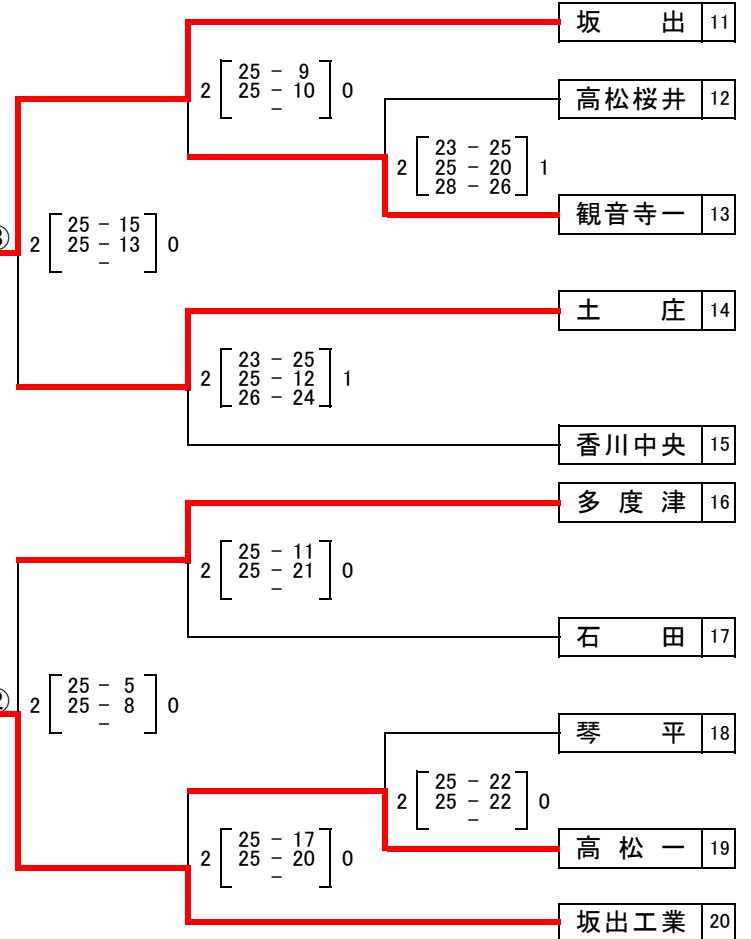 坂出 11
2 25 - 9 0
25 - 10
-
高松桜井 12
2 23 - 25 1
25 - 20
28 - 26
観音寺一 13
2 25 - 15 0
25 - 13
-
土庄 14
2 23 - 25 1
25 - 12
26 - 24
香川中央 15
多度津 16
2 25 - 11 0
25 - 21
-
石田 17
2 25 - 5 0
25 - 8
-
琴平 18
2 25 - 22 0
25 - 22
-
高松一 19
2 25 - 17 0
25 - 20
-
坂出工業 20